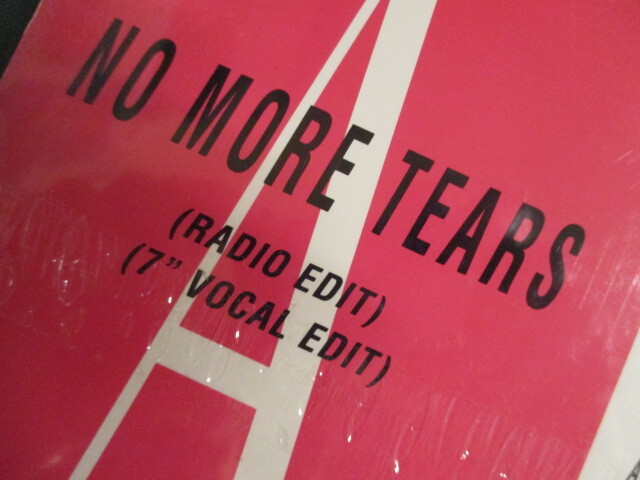 NO MORE TEARS
(RADIO EDIT)
(7" VOCAL EDIT)
A